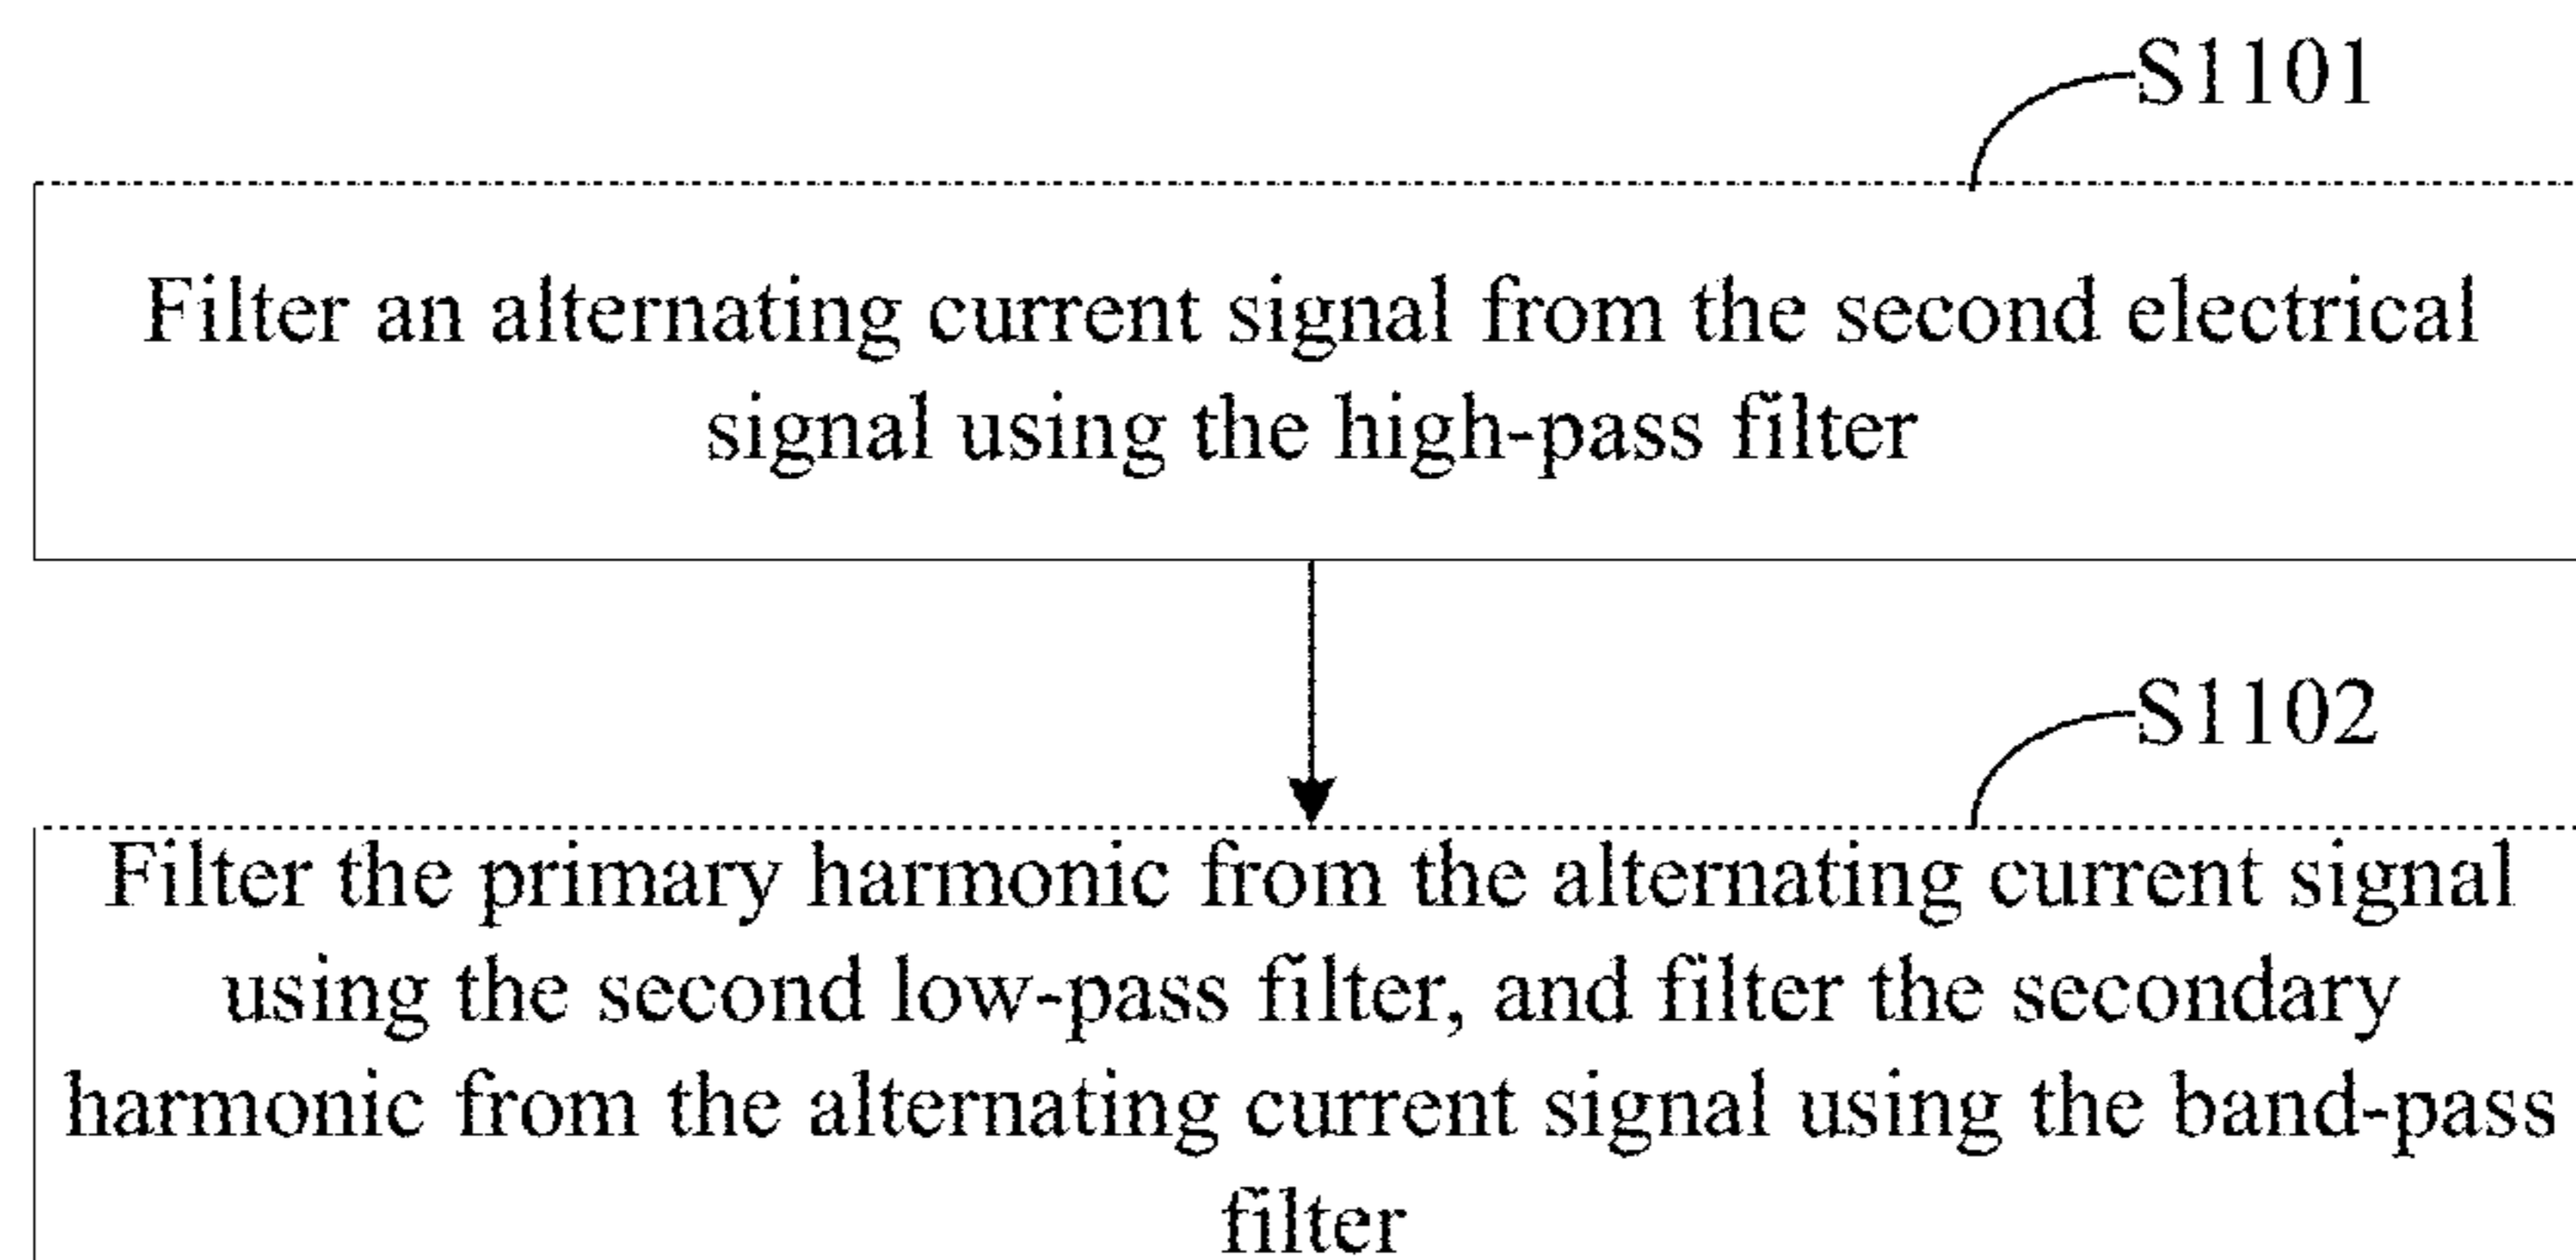 S1101
Filter an alternating current signal from the second electrical
signal using the high-pass filter
S1102
Filter the primary harmonic from the alternating current signal
using the second low-pass filter, and filter the secondary
harmonic from the alternating current signal using the band-pass
filter